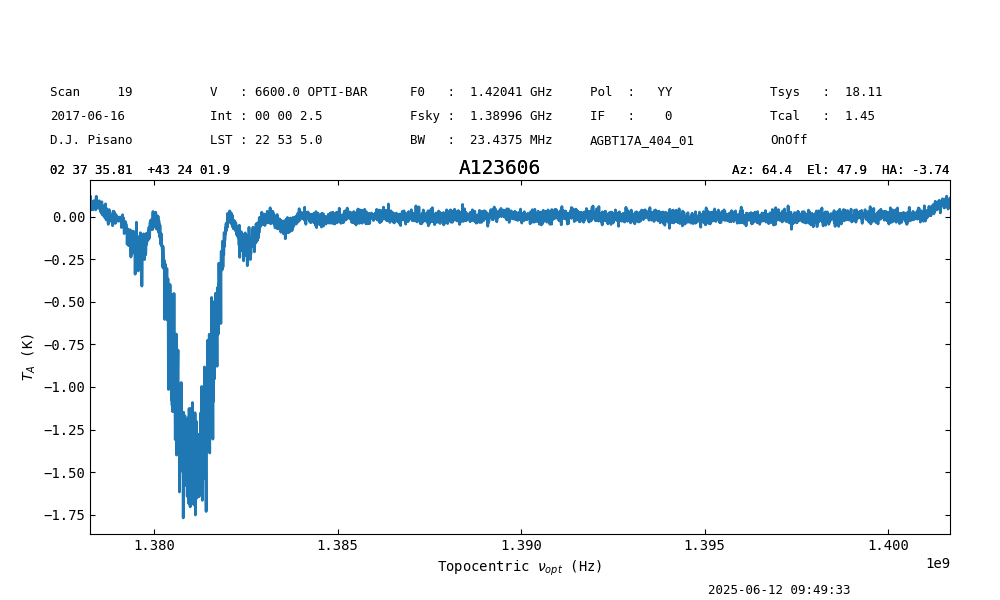 Scan     19    V   : 6600.0 OPTI-BAR    F0   :  1.42041 GHz    Pol  :   YY    Tsys   :  18.11
2017-06-16    Int : 00 00 2.5    Fsky :  1.38996 GHz    IF   :    0    Tcal   :  1.45
D.J. Pisano    LST : 22 53 5.0    BW   :  23.4375 MHz    AGBT17A_404_01    OnOff
02 37 35.81  +43 24 01.9    A123606    Az: 64.4  El: 47.9  HA: -3.74
0.00
−0.25
−0.50
−0.75
−1.00
−1.25
−1.50
−1.75
T_A (K)
1.380    1.385    1.390    1.395    1.400
1e9
Topocentric ν_opt (Hz)
2025-06-12 09:49:33